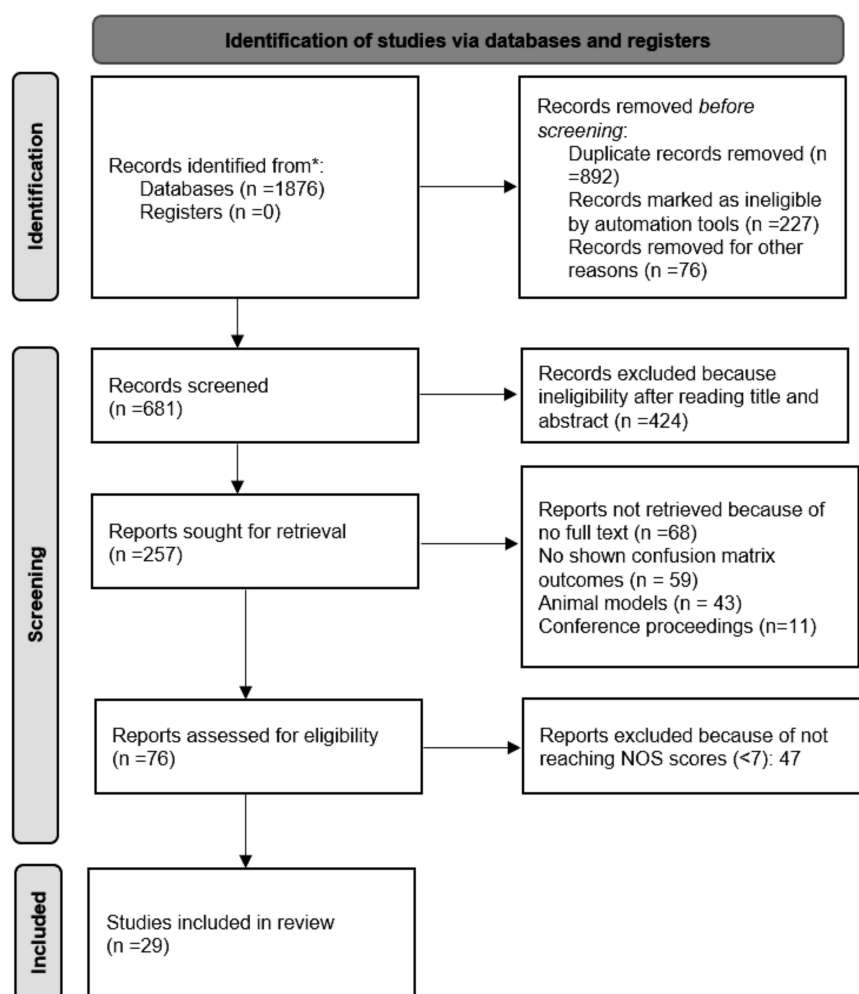 Identification of studies via databases and registers
Identification
Records identified from*:
Databases (n =1876)
Registers (n =0)
Records removed before
screening:
Duplicate records removed (n
=892)
Records marked as ineligible
by automation tools (n =227)
Records removed for other
reasons (n =76)
Screening
Records screened
(n =681)
Records excluded because
ineligibility after reading title and
abstract (n =424)
Reports sought for retrieval
(n =257)
Reports not retrieved because of
no full text (n =68)
No shown confusion matrix
outcomes (n = 59)
Animal models (n = 43)
Conference proceedings (n=11)
Reports assessed for eligibility
(n =76)
Reports excluded because of not
reaching NOS scores (<7): 47
Included
Studies included in review
(n =29)